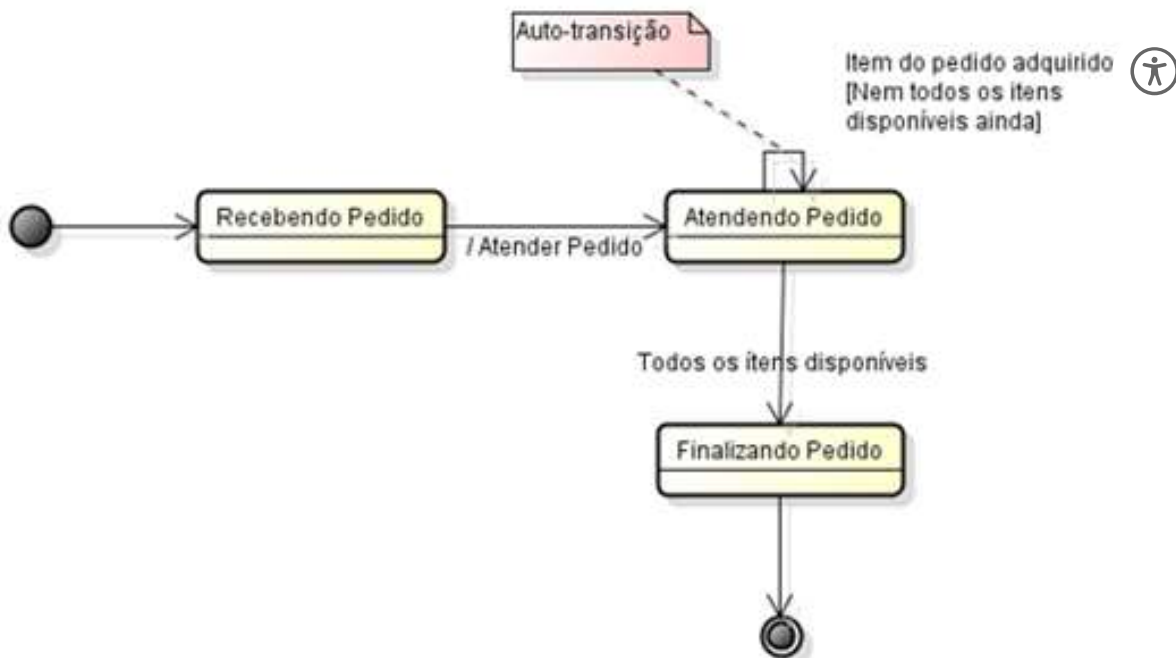 Auto-transição
Item do pedido adquirido
[Nem todos os itens
disponíveis ainda]
Recebendo Pedido
/ Atender Pedido
Atendendo Pedido
Todos os ítens disponíveis
Finalizando Pedido